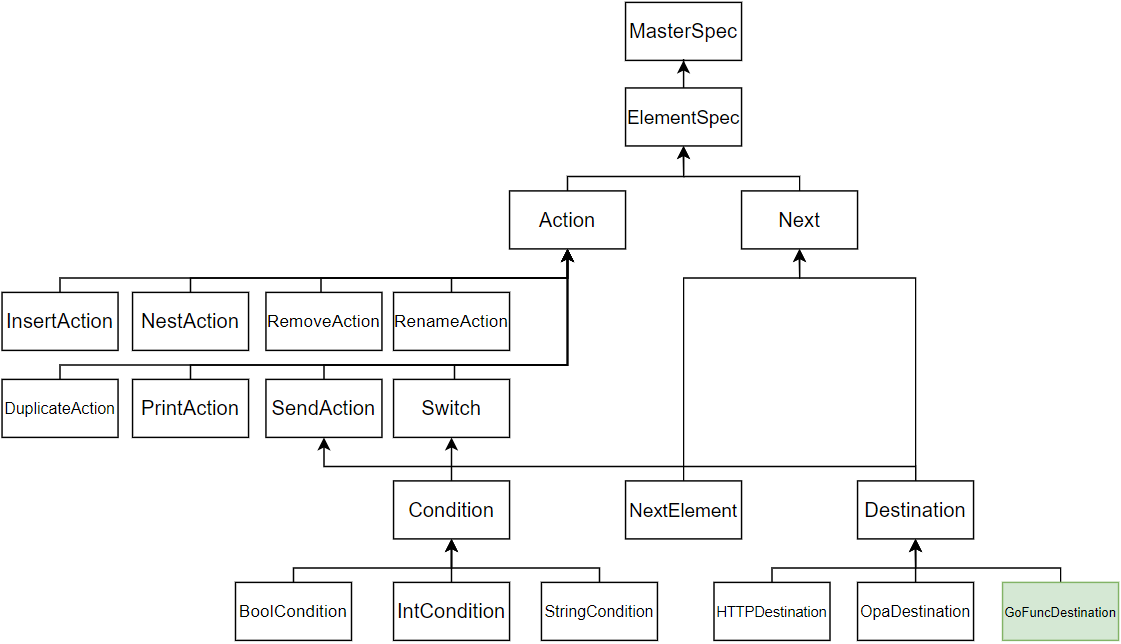 MasterSpec
ElementSpec
Action
Next
InsertAction
NestAction
RemoveAction
RenameAction
DuplicateAction
PrintAction
SendAction
Switch
Condition
NextElement
Destination
BoolCondition
IntCondition
StringCondition
HTTPDestination
OpaDestination
GoFuncDestination